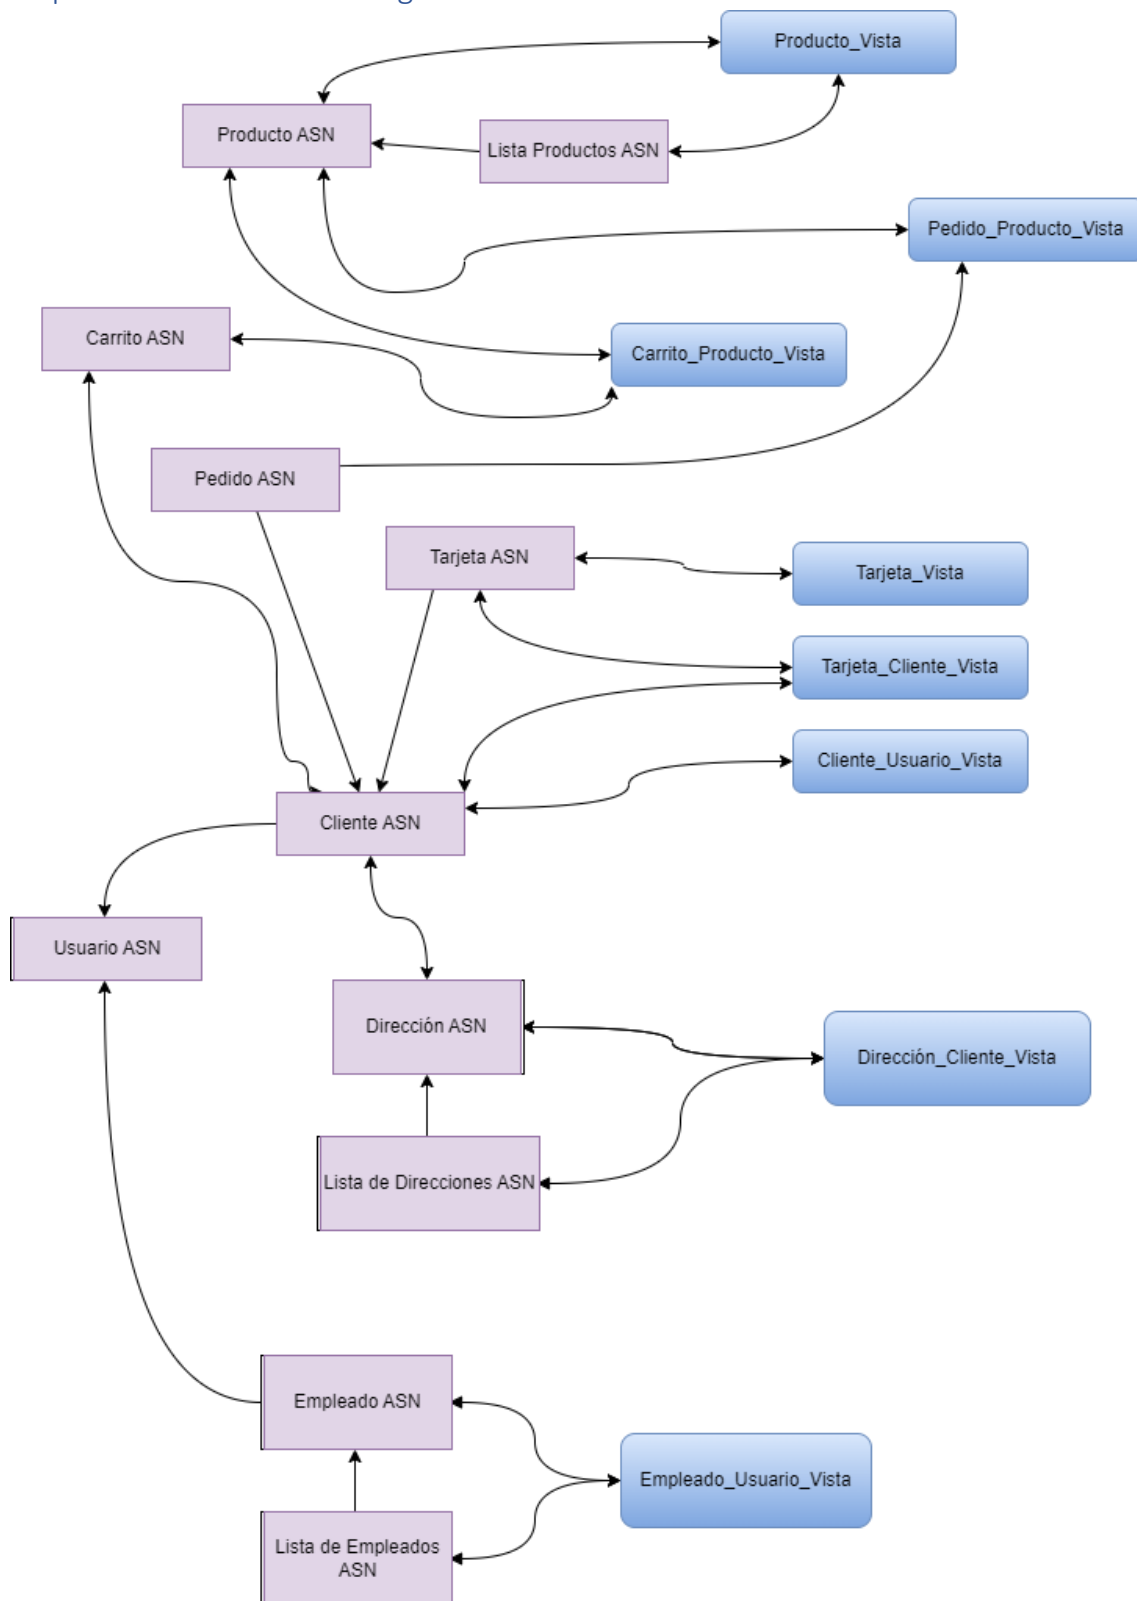 Producto_Vista
Producto ASN
Lista Productos ASN
Pedido_Producto_Vista
Carrito ASN
Carrito_Producto_Vista
Pedido ASN
Tarjeta ASN
Tarjeta_Vista
Tarjeta_Cliente_Vista
Cliente_Usuario_Vista
Cliente ASN
Usuario ASN
Dirección ASN
Dirección_Cliente_Vista
Lista de Direcciones ASN
Empleado ASN
Empleado_Usuario_Vista
Lista de Empleados
ASN